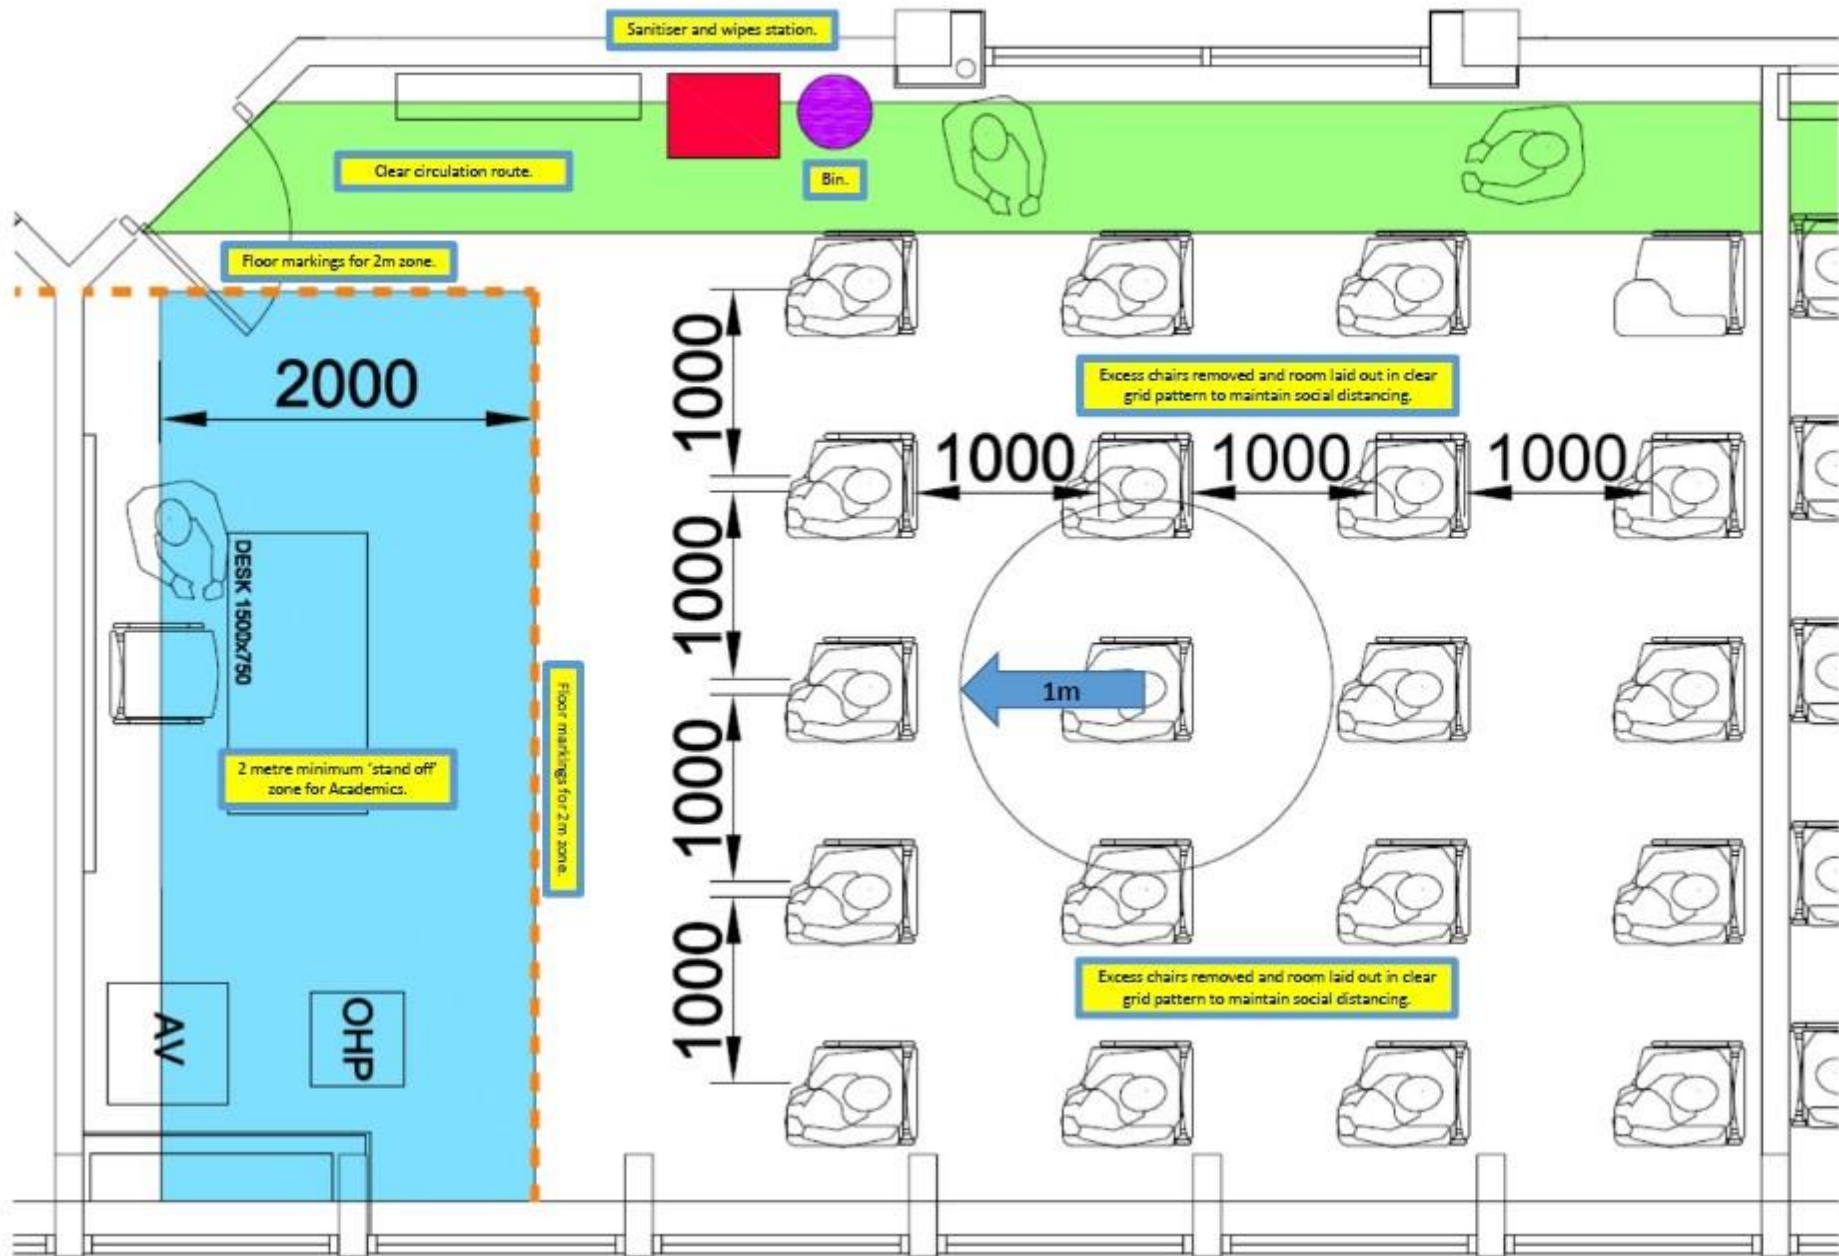 Sanitiser and wipes station.
Clear circulation route.
Bin.
Floor markings for 2m zone.
2000
1000
Excess chairs removed and room laid out in clear
grid pattern to maintain social distancing.
1000
1000
1000
1000
DESK 1500x750
1m
Floor markings for 2m zone.
2 metre minimum 'stand off'
zone for Academics.
1000
Excess chairs removed and room laid out in clear
grid pattern to maintain social distancing.
1000
AV
OHP